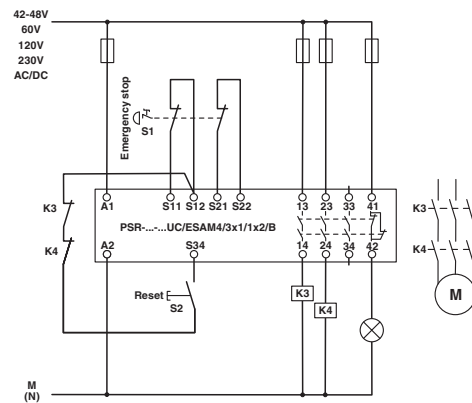 42-48V
60V
120V
230V
AC/DC
Emergency stop
S1
K3
K4
A1
S11
S12
S21
S22
13
23
33
41
PSR-...-...UC/ESAM4/3x1/1x2/B
A2
S34
14
24
34
42
Reset
S2
K3
K4
K3
K4
M
M
(N)